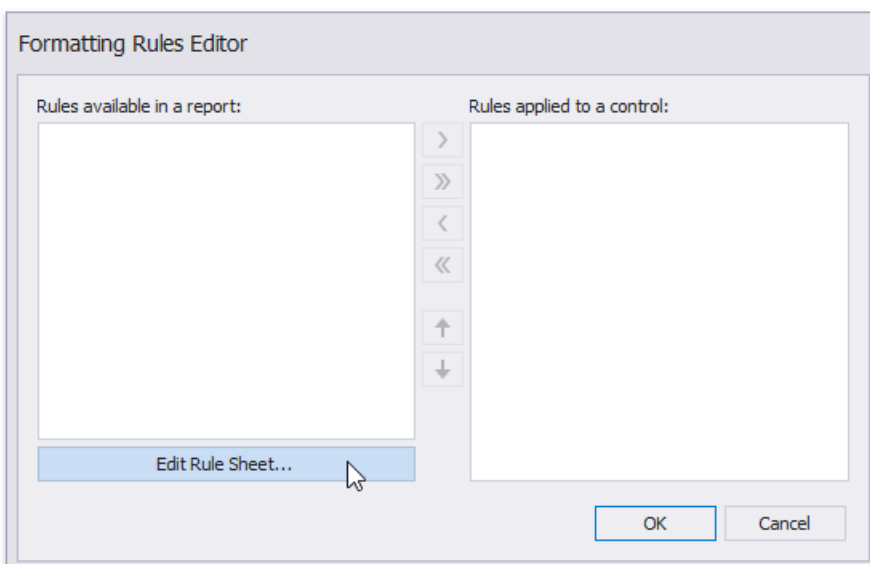 Formatting Rules Editor
Rules available in a report:
Rules applied to a control:
Edit Rule Sheet...
OK
Cancel